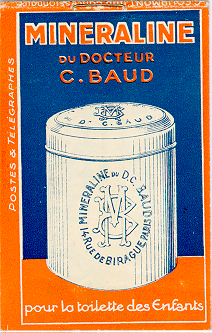 MINERALINE
DU DOCTEUR
C. BAUD
POSTES & TELEGRAPHES
D. C. BAUD
MINERALINE DU D.C. BAUD
14 RUE DE BIRAGUE PARIS
pour la toilette des Enfants